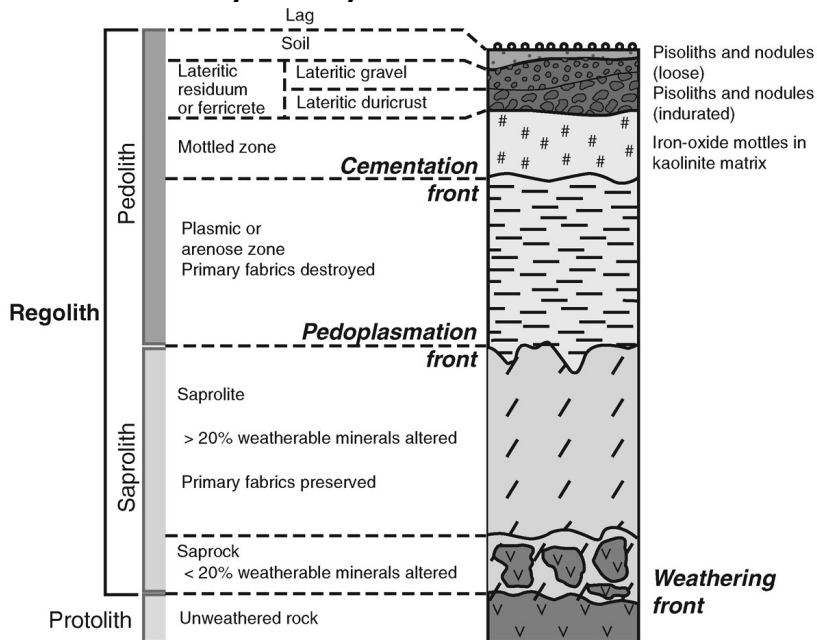 Lag
Soil
Lateritic
residuum
or ferricrete
Lateritic gravel
Lateritic duricrust
Pisoliths and nodules
(loose)
Pisoliths and nodules
(indurated)
Mottled zone
Iron-oxide mottles in
kaolinite matrix
Cementation
front
Pedolith
Plasmic or
arenose zone
Primary fabrics destroyed
Regolith
Pedoplasmation
front
Saprolith
Saprolite
> 20% weatherable minerals altered
Primary fabrics preserved
Saprock
< 20% weatherable minerals altered
Weathering
front
Protolith
Unweathered rock